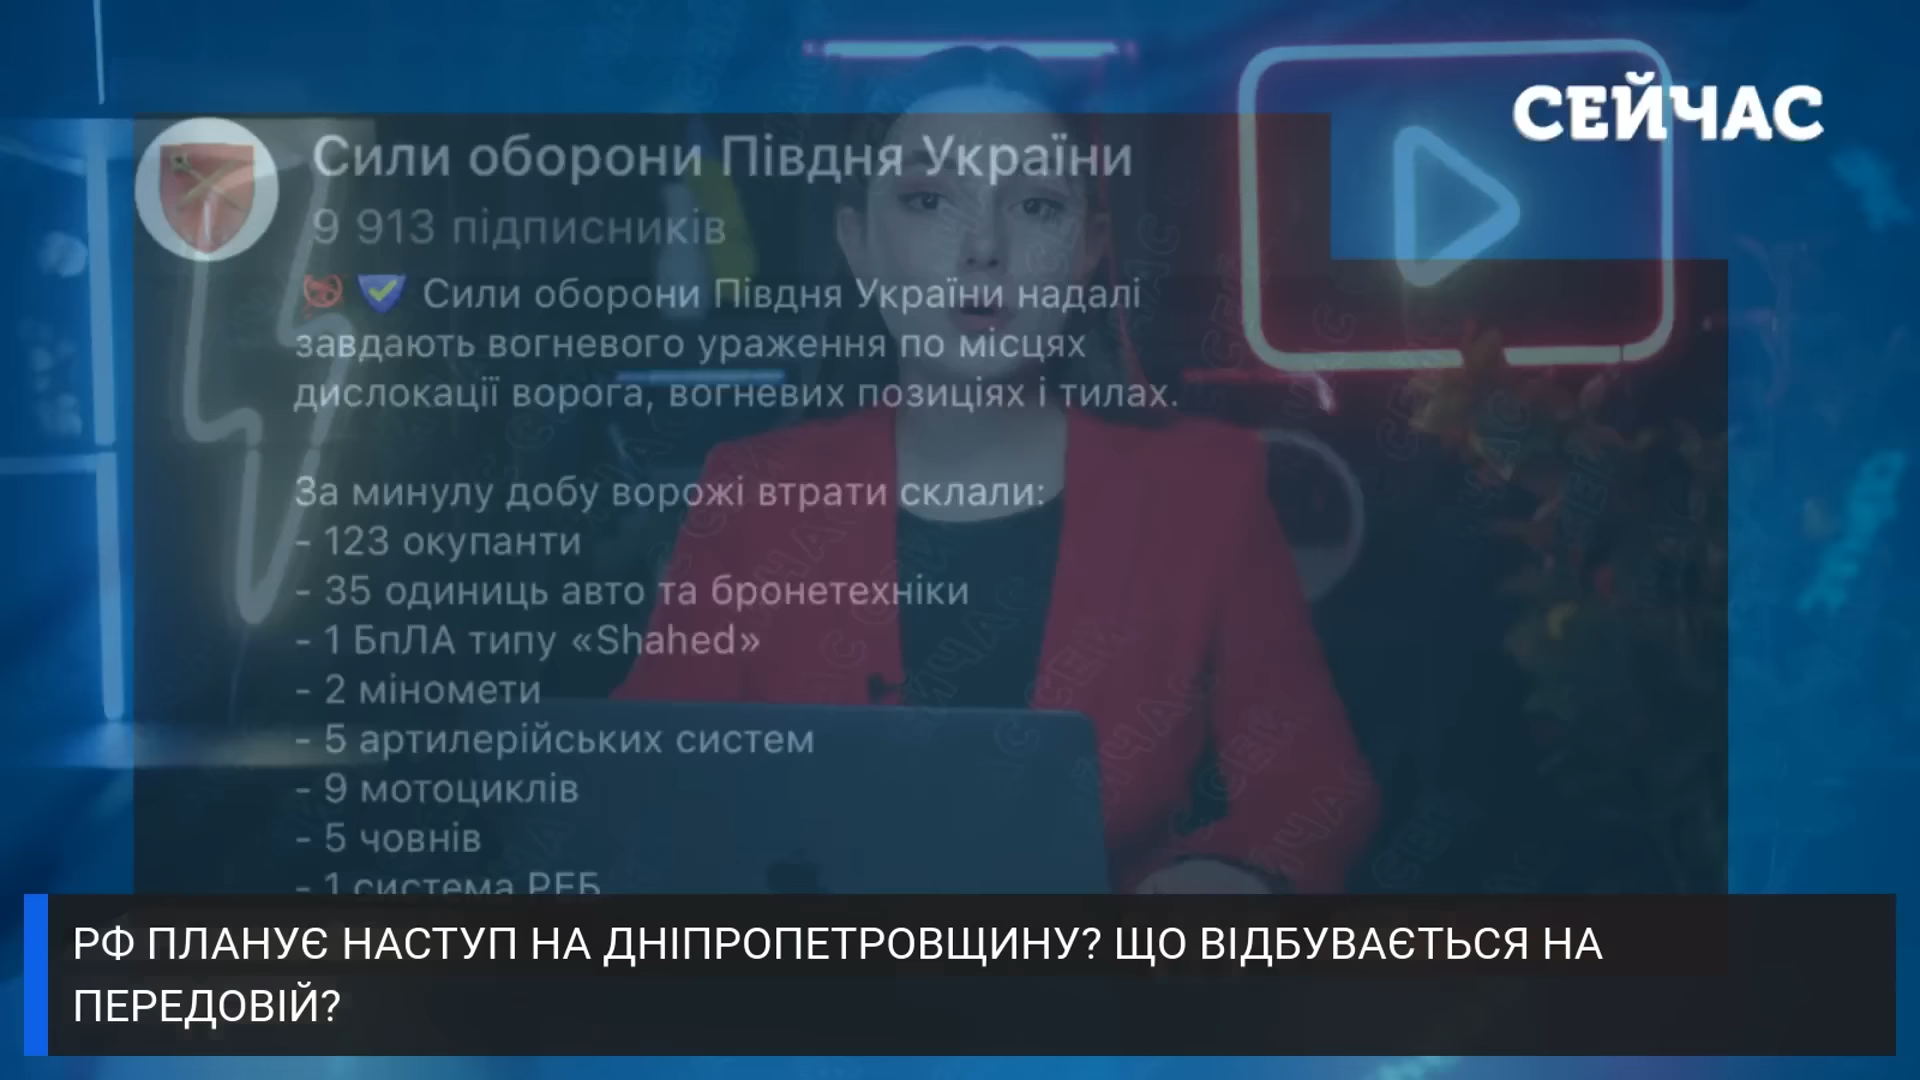 СЕЙЧАС
Сили оборони Півдня України
9 913 підписників
Сили оборони Півдня України надалі
завдають вогневого ураження по місцях
дислокації ворога, вогневих позиціях і тилах.
За минулу добу ворожі втрати склали:
- 123 окупанти
- 35 одиниць авто та бронетехніки
- 1 БпЛА типу «Shahed»
- 2 міномети
- 5 артилерійських систем
- 9 мотоциклів
- 5 човнів
- 1 система РЕБ
РФ ПЛАНУЄ НАСТУП НА ДНІПРОПЕТРОВЩИНУ? ЩО ВІДБУВАЄТЬСЯ НА
ПЕРЕДОВІЙ?